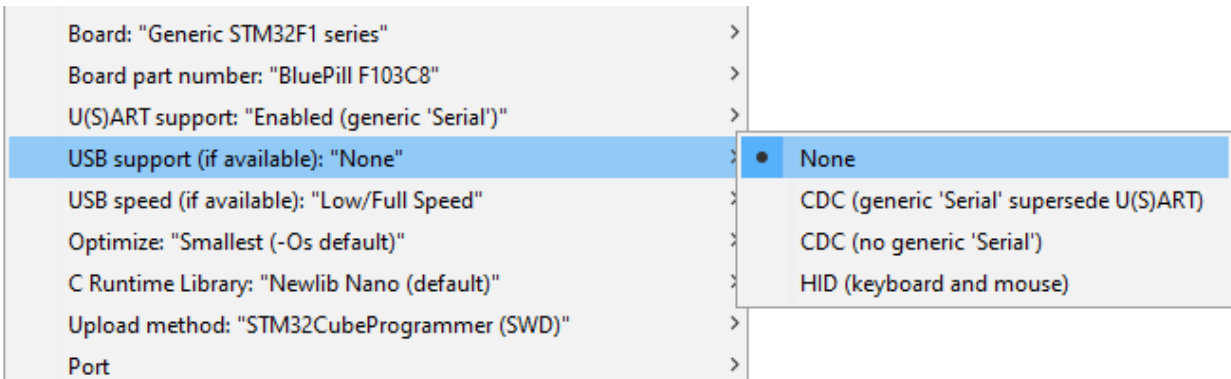 Board: "Generic STM32F1 series"
Board part number: "BluePill F103C8"
U(S)ART support: "Enabled (generic 'Serial')"
USB support (if available): "None"
USB speed (if available): "Low/Full Speed"
Optimize: "Smallest (-Os default)"
C Runtime Library: "Newlib Nano (default)"
Upload method: "STM32CubeProgrammer (SWD)"
Port
None
CDC (generic 'Serial' supersede U(S)ART)
CDC (no generic 'Serial')
HID (keyboard and mouse)